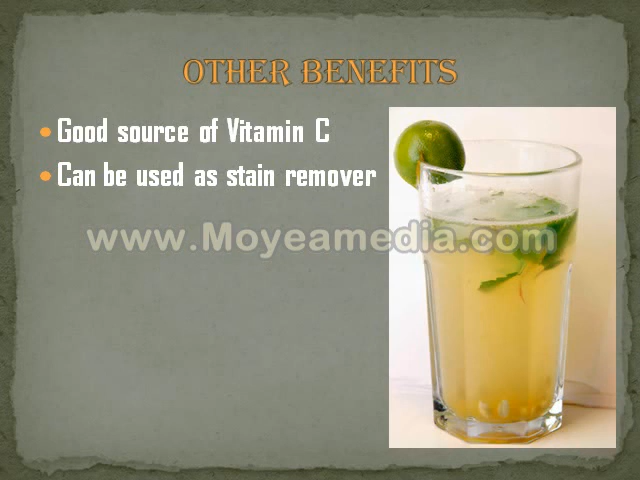 OTHER BENEFITS
• Good source of Vitamin C
• Can be used as stain remover
www.Moyeamedia.com